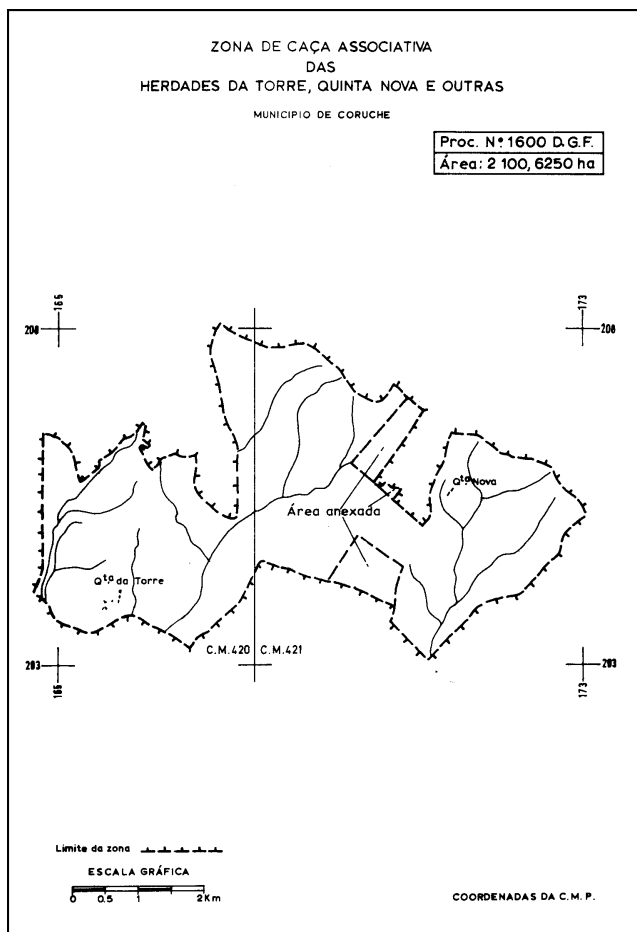 ZONA DE CAÇA ASSOCIATIVA
DAS
HERDADES DA TORRE, QUINTA NOVA E OUTRAS
MUNICIPIO DE CORUCHE
Proc. Nº 1600 D.G.F.
Área: 2 100,6250 ha
165
173
208
208
Qta Nova
Área anexada
Qta da Torre
C.M. 420
C.M. 421
203
203
165
173
Limite da zona
ESCALA GRÁFICA
0 0.5 1 2Km
COORDENADAS DA C.M.P.